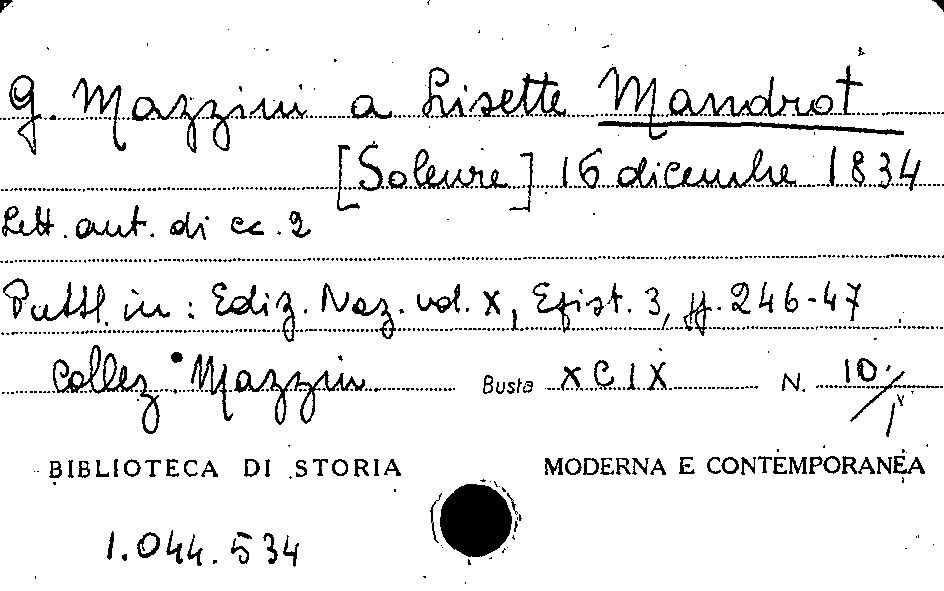 G. Mazzini a Lisette Mandrot
[Soleure] 16 dicembre 1834
Lett. aut. di cc. 2
Pubbl. in: Ediz. Naz. vol. X, Epist. 3, pp. 246-47
Collez. Mazzini Busta XCIX N. 10/1
BIBLIOTECA DI STORIA MODERNA E CONTEMPORANEA
1.044.534